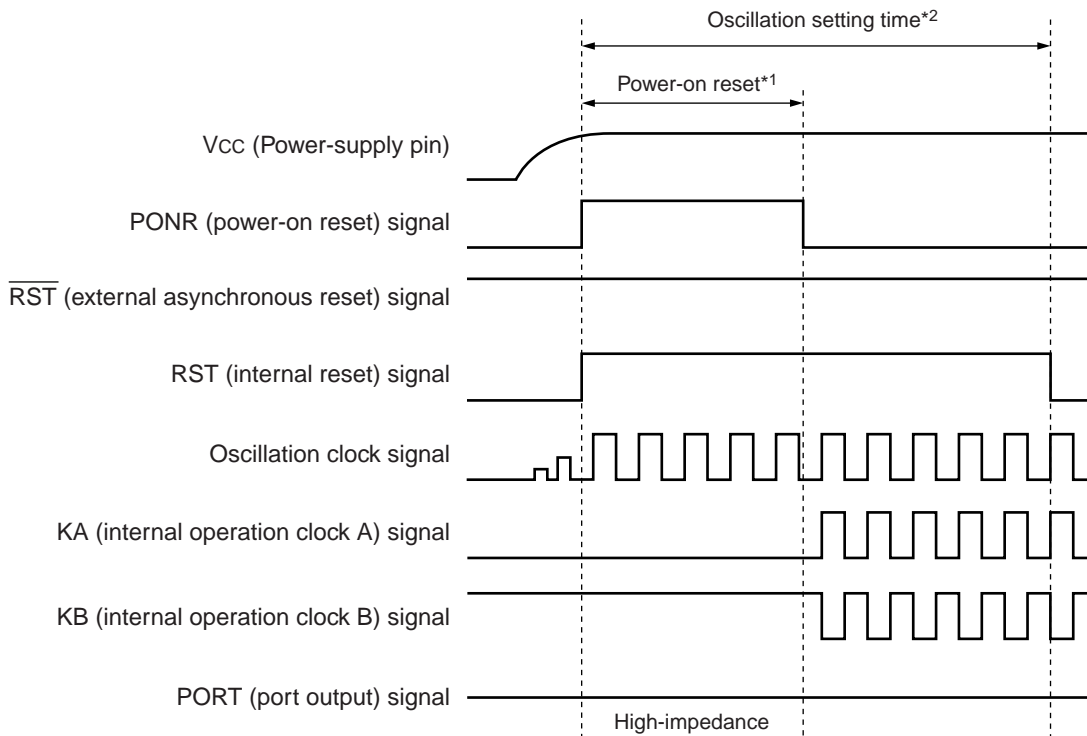 Oscillation setting time*2
Power-on reset*1
VCC (Power-supply pin)
PONR (power-on reset) signal
RST (external asynchronous reset) signal
RST (internal reset) signal
Oscillation clock signal
KA (internal operation clock A) signal
KB (internal operation clock B) signal
PORT (port output) signal
High-impedance